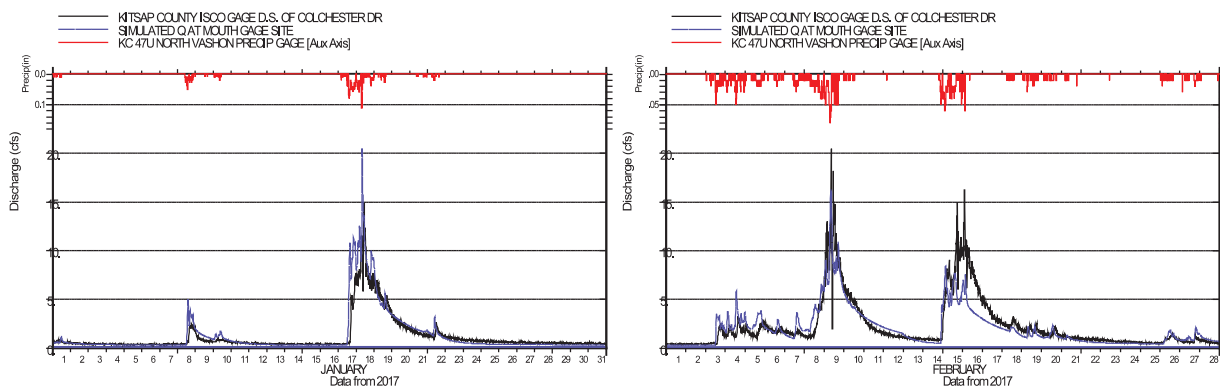 KITSAP COUNTY ISCO GAGE D.S. OF COLCHESTER DR
SIMULATED Q AT MOUTH GAGE SITE
KC 47U NORTH VASHON PRECIP GAGE [Aux Axis]
Precip(in)
0.0
0.1
Discharge (cfs)
20.
15.
10.
5.
0.
1 2 3 4 5 6 7 8 9 10 11 12 13 14 15 16 17 18 19 20 21 22 23 24 25 26 27 28 29 30 31
JANUARY
Data from 2017
KITSAP COUNTY ISCO GAGE D.S. OF COLCHESTER DR
SIMULATED Q AT MOUTH GAGE SITE
KC 47U NORTH VASHON PRECIP GAGE [Aux Axis]
Precip(in)
.00
.05
Discharge (cfs)
20.
15.
10.
5.
0.
1 2 3 4 5 6 7 8 9 10 11 12 13 14 15 16 17 18 19 20 21 22 23 24 25 26 27 28
FEBRUARY
Data from 2017